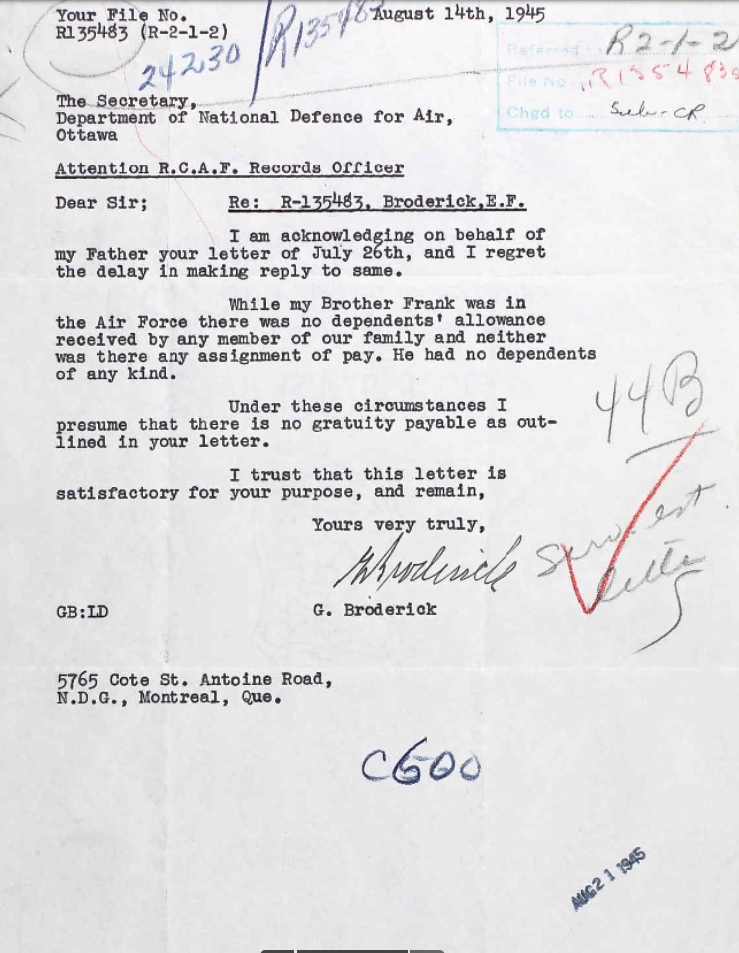 Your File No. August 14th, 1945
R135483 (R-2-1-2)
R135483
24230
Referred to R2-1-2
File No. R135483
Chgd to
The Secretary,
Department of National Defence for Air,
Ottawa
Attention R.C.A.F. Records Officer
Dear Sir; Re: R-135483, Broderick,E.F.
I am acknowledging on behalf of
my Father your letter of July 26th, and I regret
the delay in making reply to same.
While my Brother Frank was in
the Air Force there was no dependents' allowance
received by any member of our family and neither
was there any assignment of pay. He had no dependents
of any kind.
44B
Under these circumstances I
presume that there is no gratuity payable as out-
lined in your letter.
I trust that this letter is
satisfactory for your purpose, and remain,
Yours very truly,
GBroderick
letter
GB:LD G. Broderick
5765 Cote St. Antoine Road,
N.D.G., Montreal, Que.
C600
AUG 21 1945